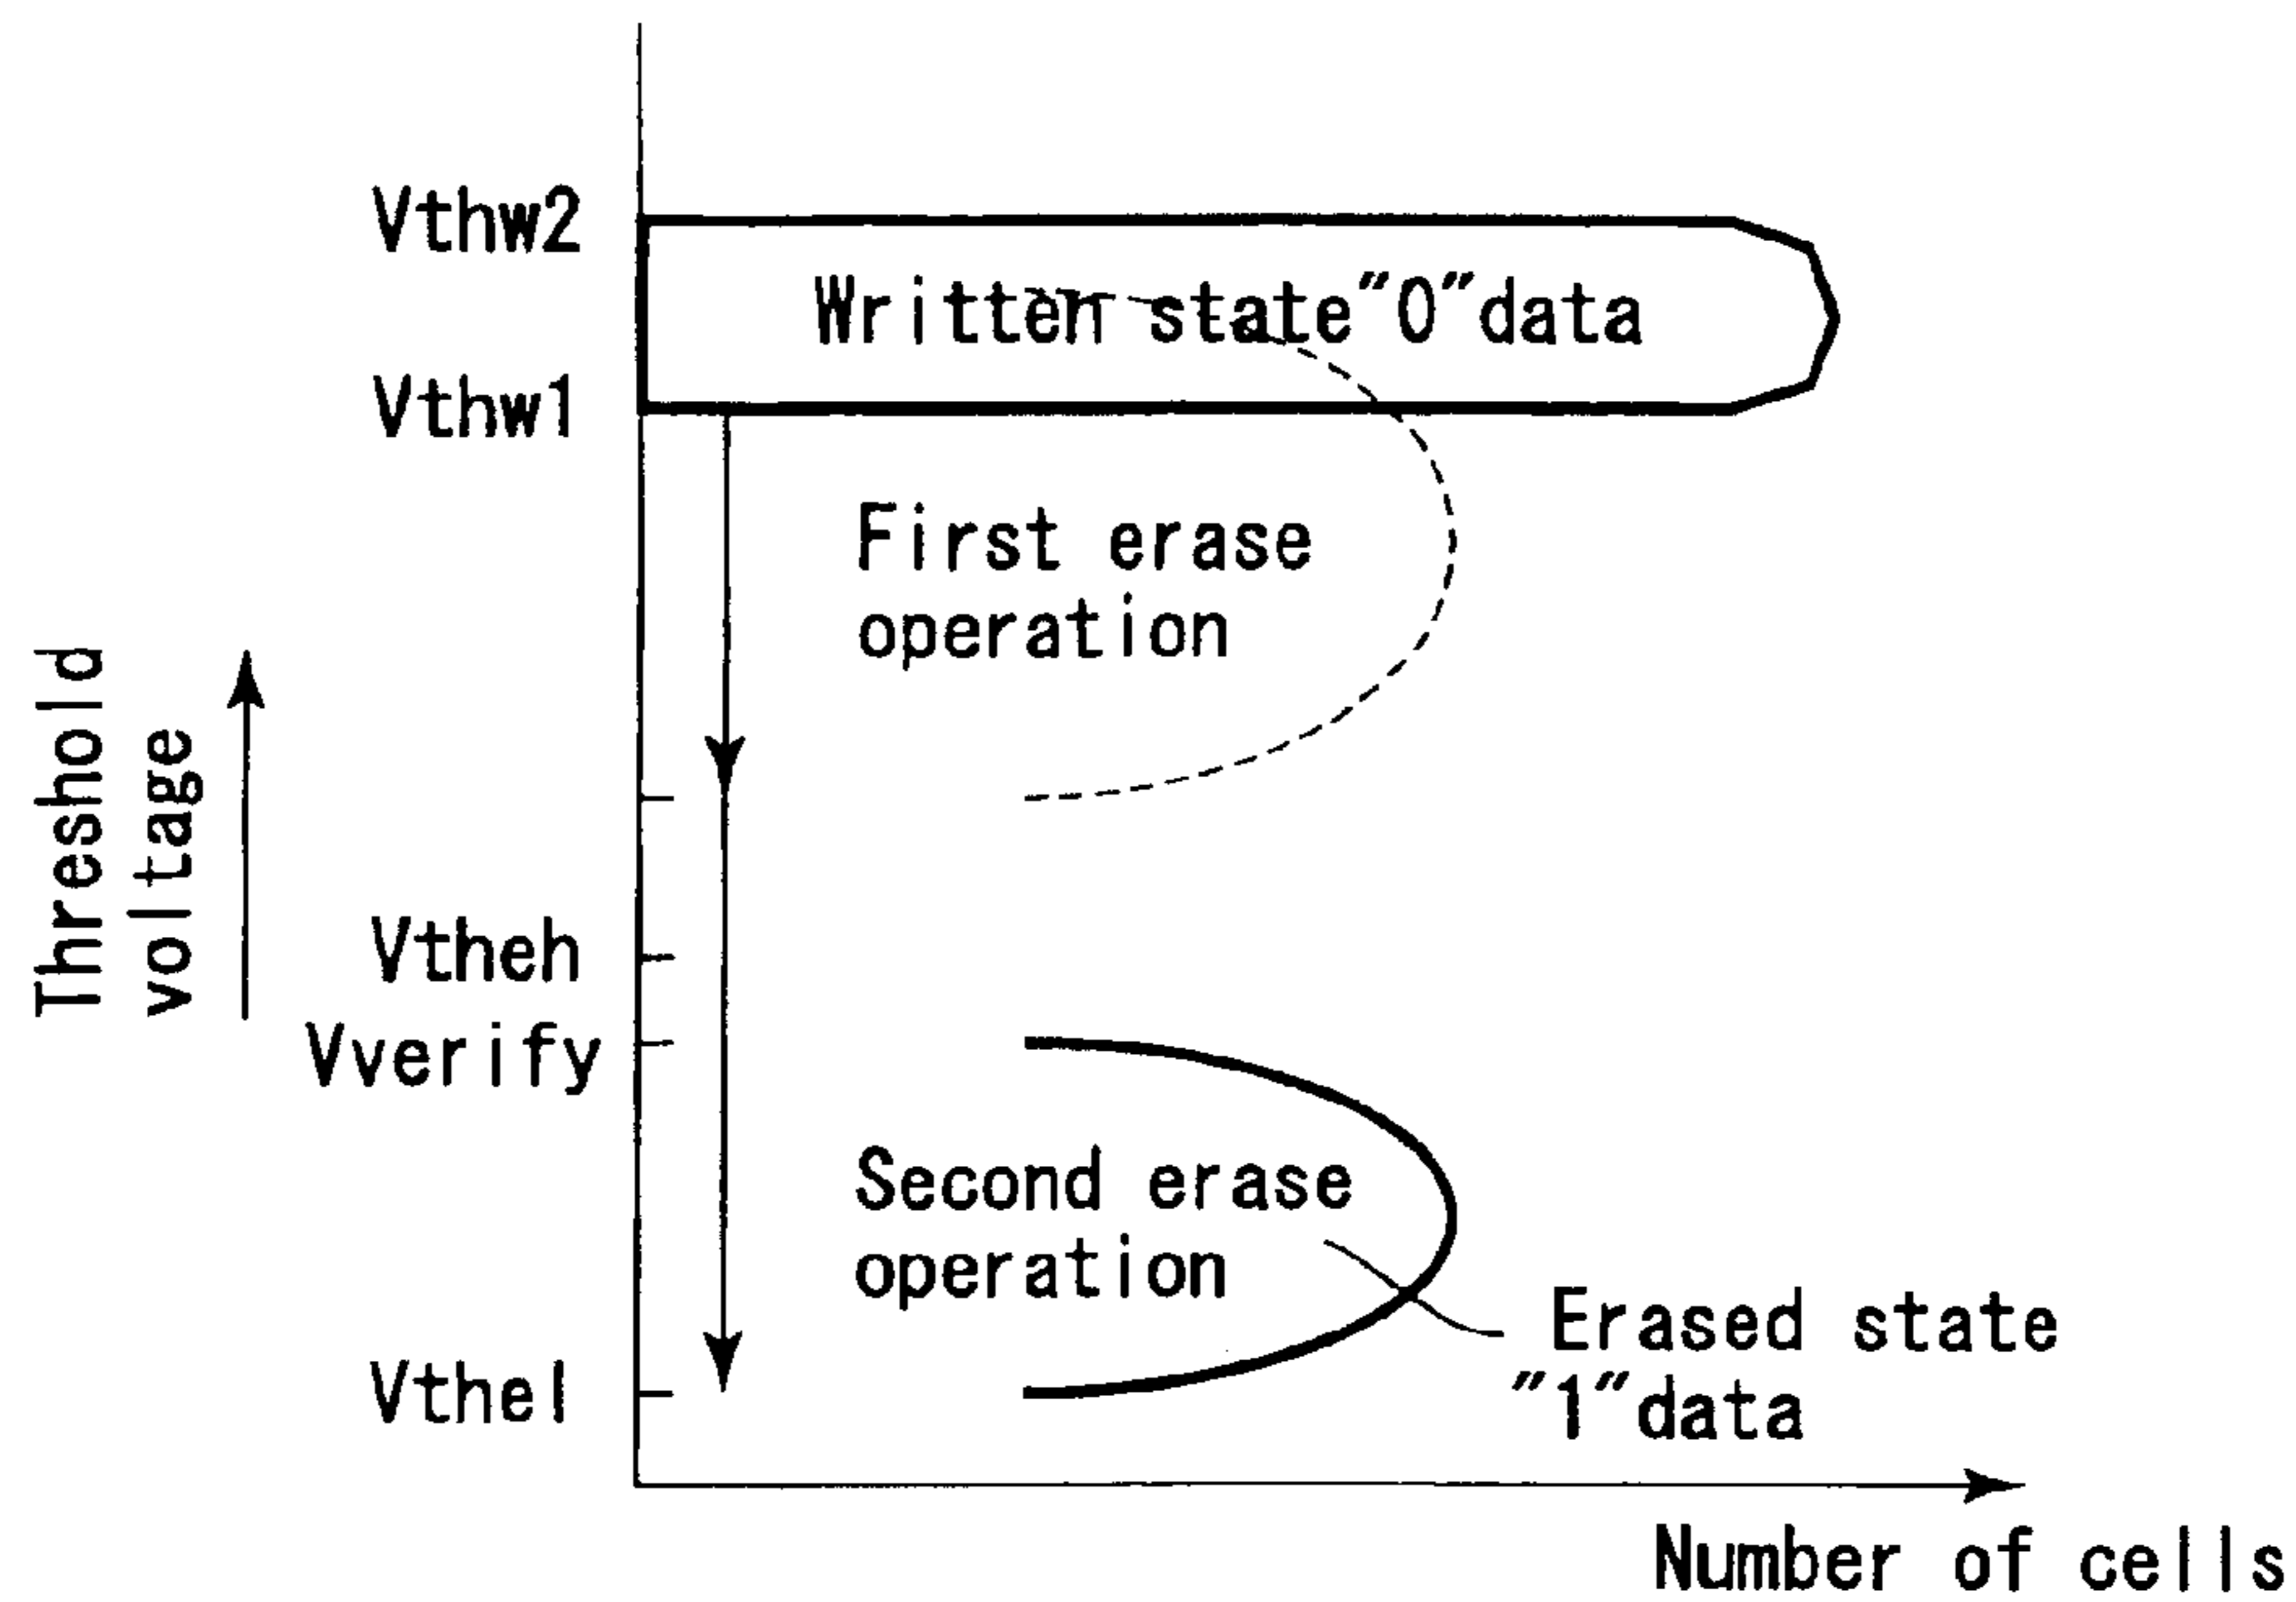 Vthw2
Written state"0"data
Vthw1
First erase
operation
Threshold
voltage
Vtheh
Vverify
Second erase
operation
Erased state
"1"data
Vthel
Number of cells